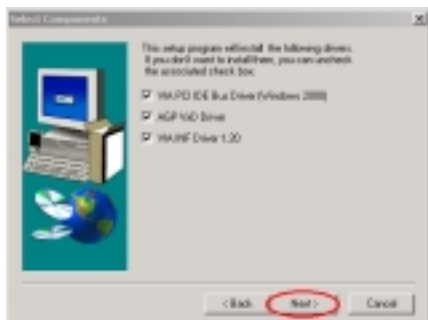 Select Components
This setup program will install the following drivers.
If you don't want to install them, you can uncheck
the associated check box.
VIA PCI IDE Bus Driver (Windows 2000)
AGP VxD Driver
VIA INF Driver 1.20
< Back
Next >
Cancel